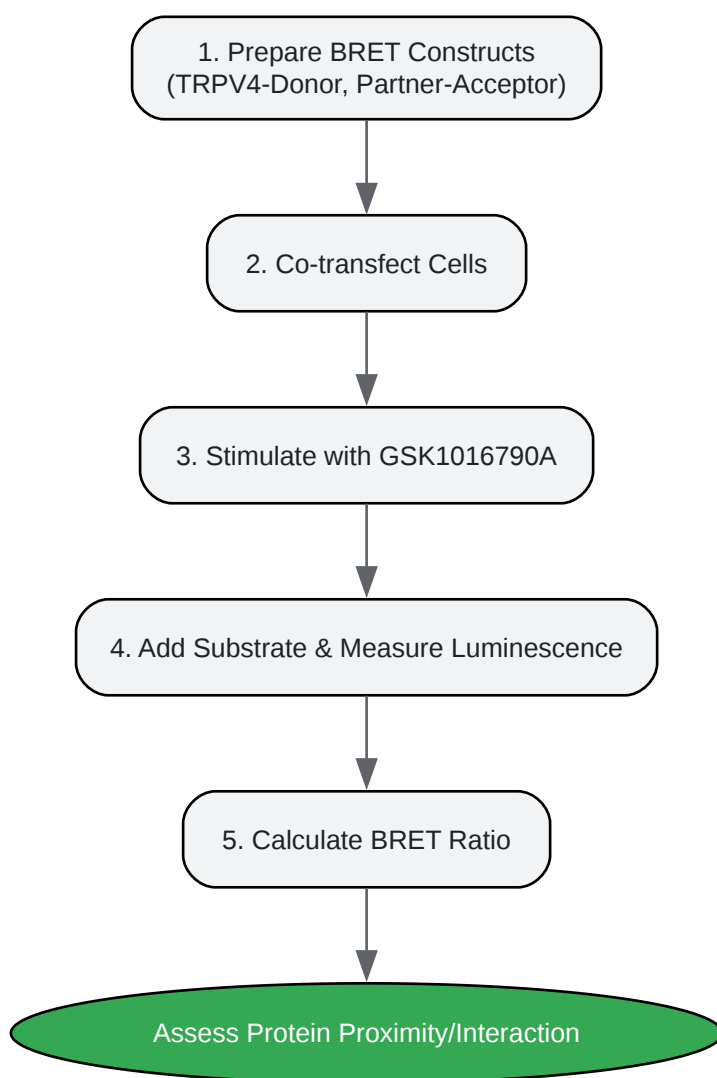 1. Prepare BRET Constructs
(TRPV4-Donor, Partner-Acceptor)
2. Co-transfect Cells
3. Stimulate with GSK1016790A
4. Add Substrate & Measure Luminescence
5. Calculate BRET Ratio
Assess Protein Proximity/Interaction